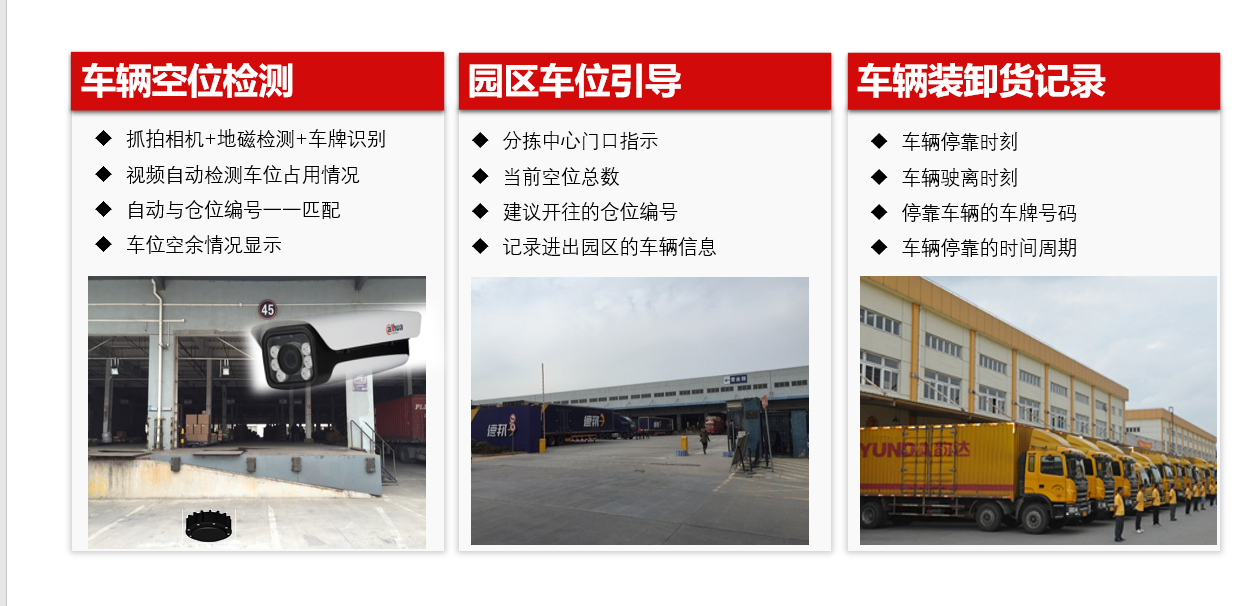 车辆空位检测
抓拍相机+地磁检测+车牌识别
视频自动检测车位占用情况
自动与仓位编号一一匹配
车位空余情况显示
45
alhua
园区车位引导
分拣中心门口指示
当前空位总数
建议开往的仓位编号
记录进出园区的车辆信息
德邦
德邦
车辆装卸货记录
车辆停靠时刻
车辆驶离时刻
停靠车辆的车牌号码
车辆停靠的时间周期
YUNDA韵达